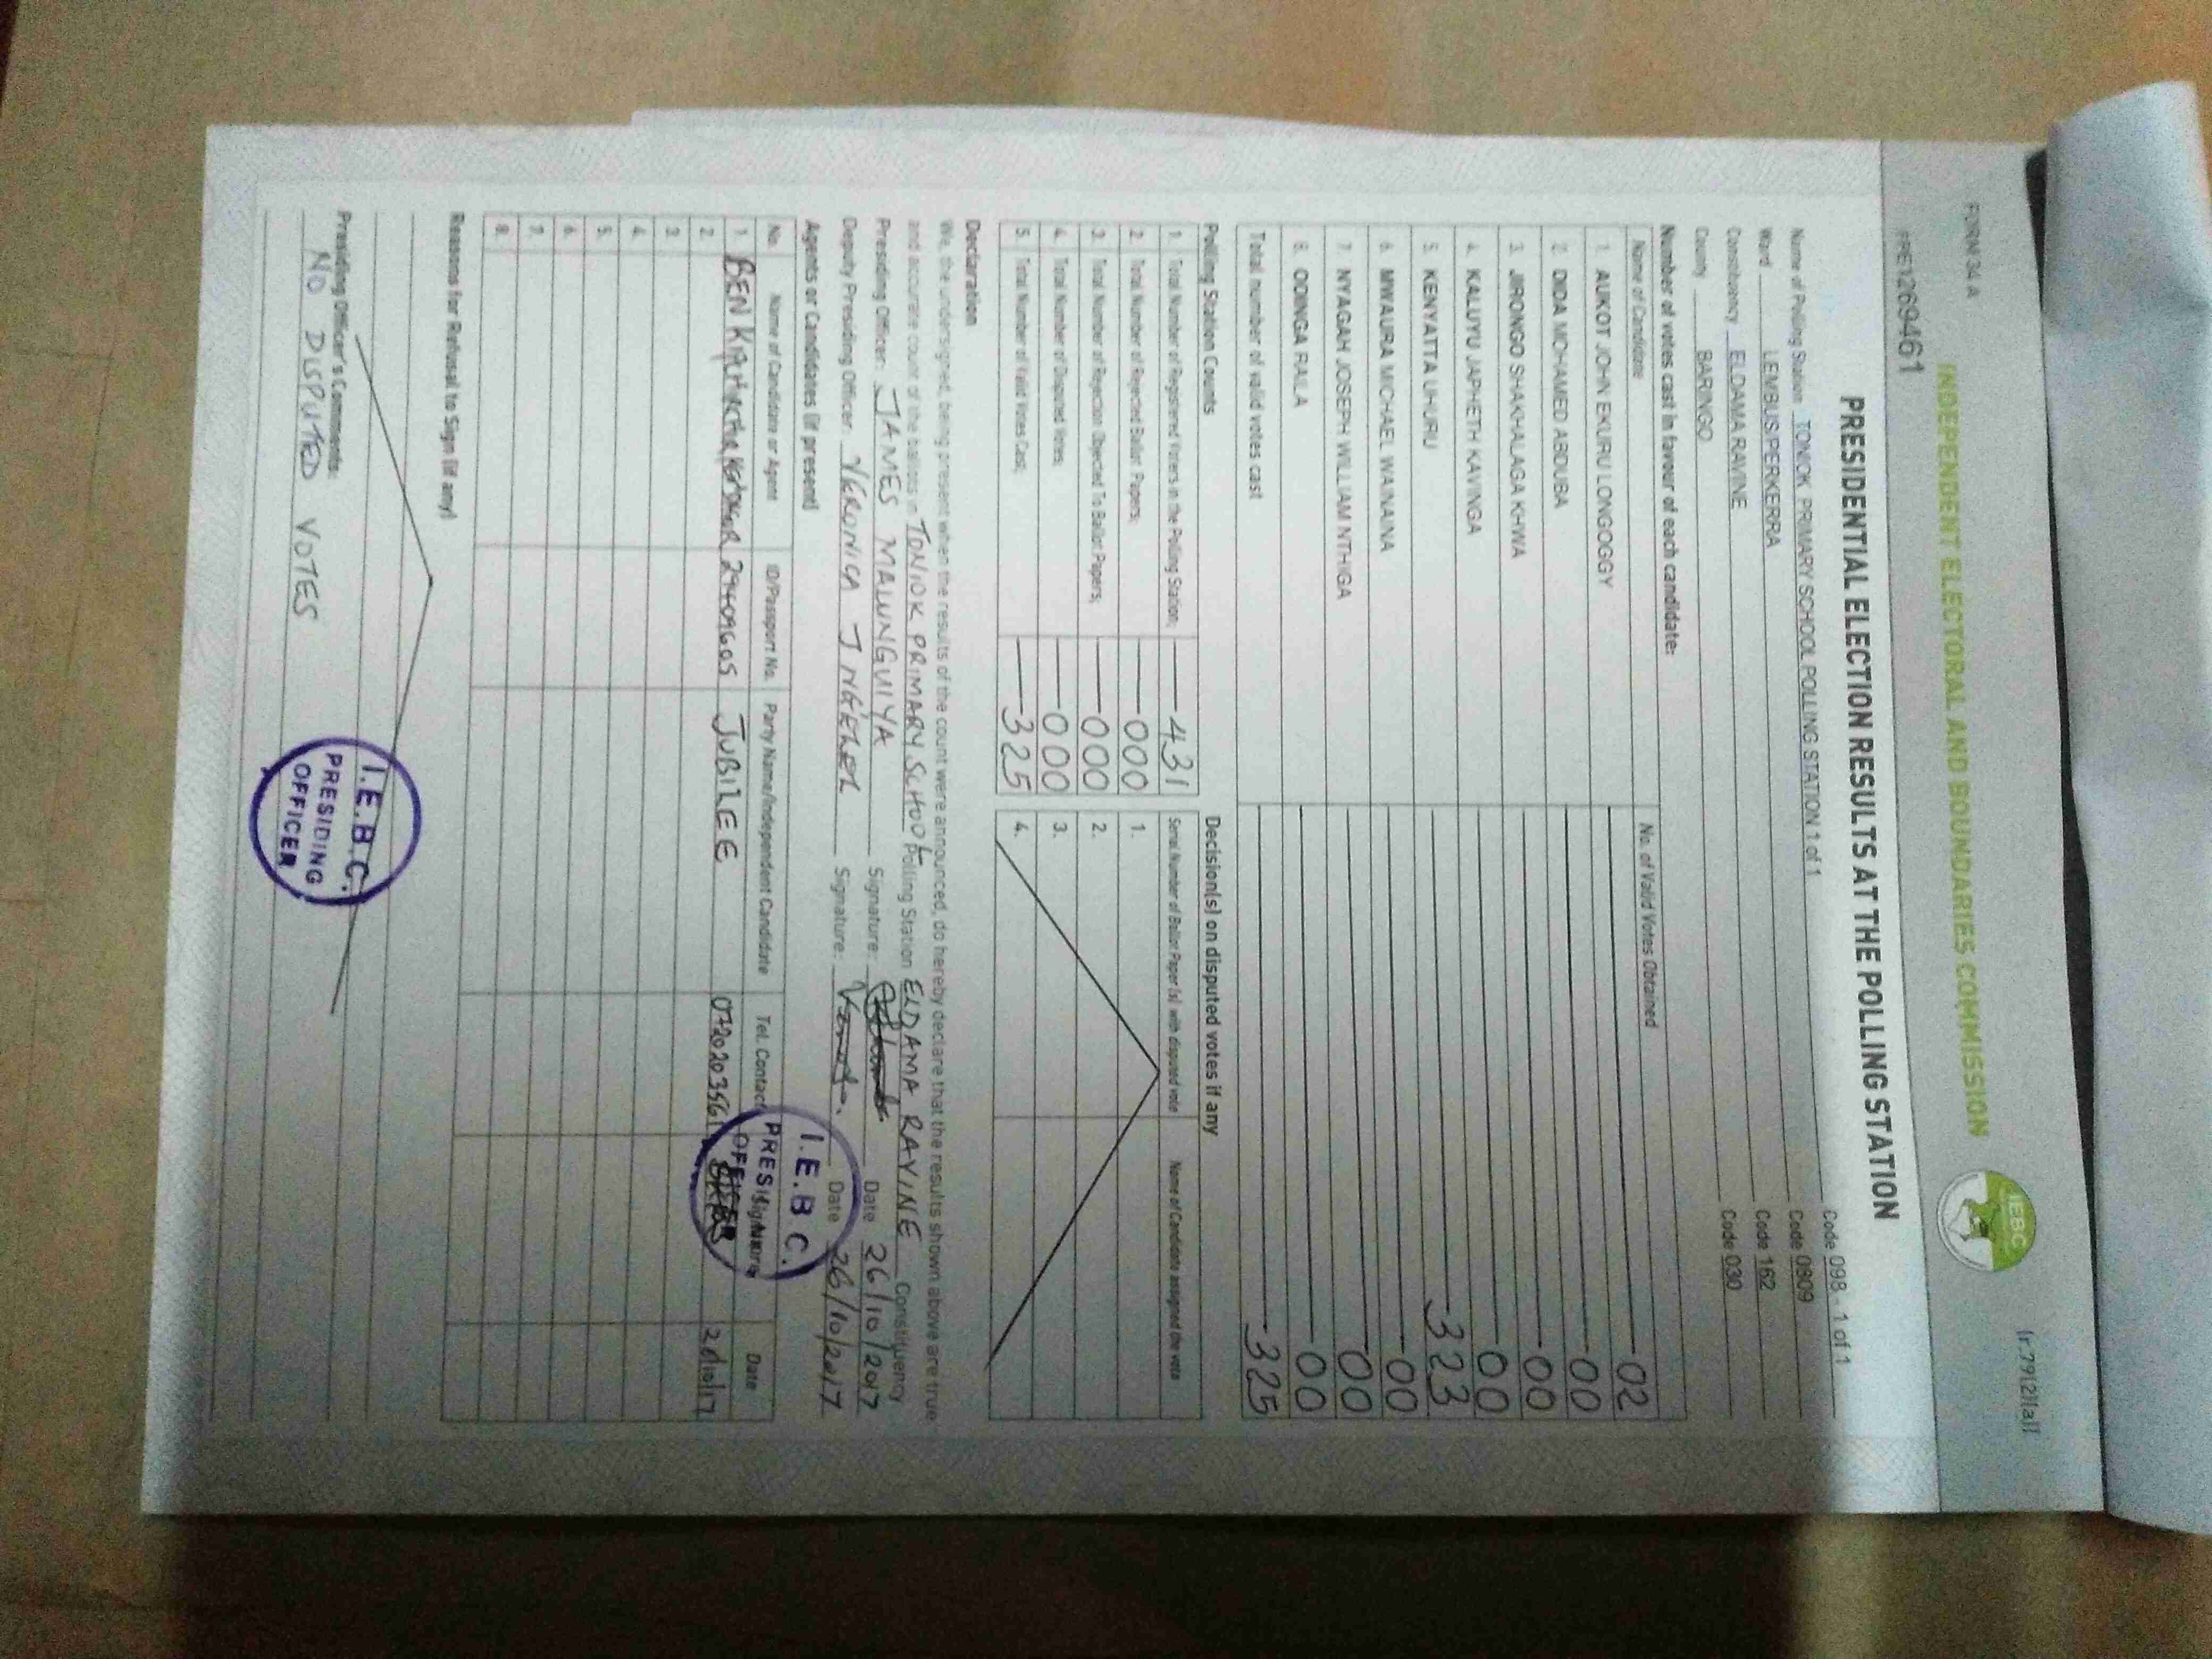 FORM 34 A (r.79(2)(a))
INDEPENDENT ELECTORAL AND BOUNDARIES COMMISSION
IEBC
PRE1269461
PRESIDENTIAL ELECTION RESULTS AT THE POLLING STATION
Name of Polling Station TONIOK PRIMARY SCHOOL POLLING STATION 1 of 1 Code 098 - 1 of 1
Ward LEMBUS/PERKERRA Code 0809
Constituency ELDAMA RAVINE Code 162
County BARINGO Code 030
Number of votes cast in favour of each candidate:
Name of Candidate No. of Valid Votes Obtained
1. AUKOT JOHN EKURU LONGOGGY 02
2. DIDA MOHAMED ABDUBA 00
3. JIRONGO SHAKHALAGA KHWA 00
4. KALUYU JAPHETH KAVINGA 00
5. KENYATTA UHURU 323
6. MWAURA MICHAEL WAINAINA 00
7. NYAGAH JOSEPH WILLIAM NTHIGA 00
8. ODINGA RAILA 00
Total number of valid votes cast 325
Polling Station Counts Decision(s) on disputed votes if any
1. Total Number of Registered Voters in the Polling Station; 431 Serial Number of Ballot Paper (s) with disputed vote Name of Candidate assigned the vote
2. Total Number of Rejected Ballot Papers; 000 1.
3. Total Number of Rejection Objected To Ballot Papers; 000 2.
4. Total Number of Disputed Votes; 000 3.
5. Total Number of Valid Votes Cast; 325 4.
Declaration
We, the undersigned, being present when the results of the count were announced, do hereby declare that the results shown above are true
and accurate count of the ballots in TONIOK PRIMARY SCHOOL Polling Station ELDAMA RAVINE Constituency
Presiding Officer: JAMES Signature: Date 26/10/2017
Deputy Presiding Officer: VERONICA J Signature: Date 26/10/2017
Agents or Candidates (if present)
No. Name of Candidate or Agent ID/Passport No. Party Name/Independent Candidate Tel. Contact Signature Date
1. BEN 29409605 JUBILEE 0720203561
2.
3.
4.
5.
6.
7.
8.
I.E.B.C.
PRESIDING
OFFICER
Reasons for Refusal to Sign (if any)
Presiding Officer's Comments:
NO DISPUTED VOTES
I.E.B.C.
PRESIDING
OFFICER